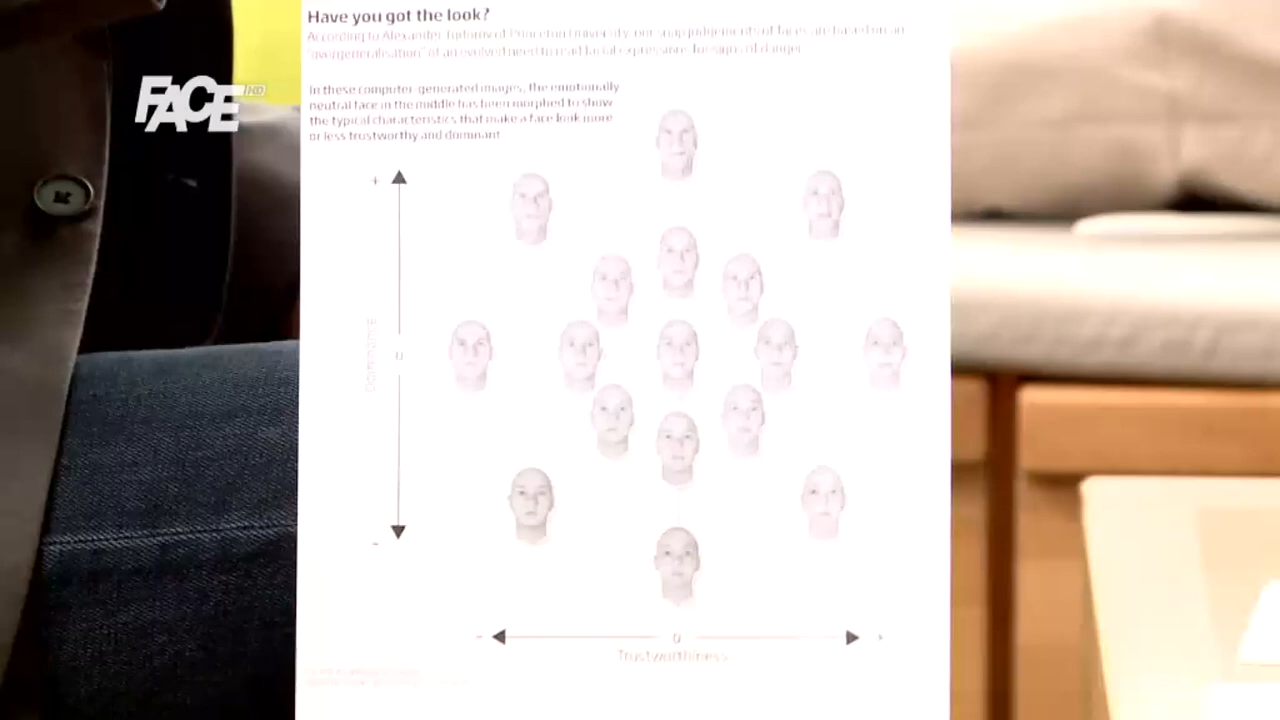 Have you got the look?
According to Alexander Todorov of Princeton University, our snap judgements of faces are based on an
"overgeneralisation" of an evolved need to read facial expressions for signs of danger
FACE HD
In these computer-generated images, the emotionally
neutral face in the middle has been morphed to show
the typical characteristics that make a face look more
or less trustworthy and dominant
+
Dominance
0
-
- 0 +
Trustworthiness